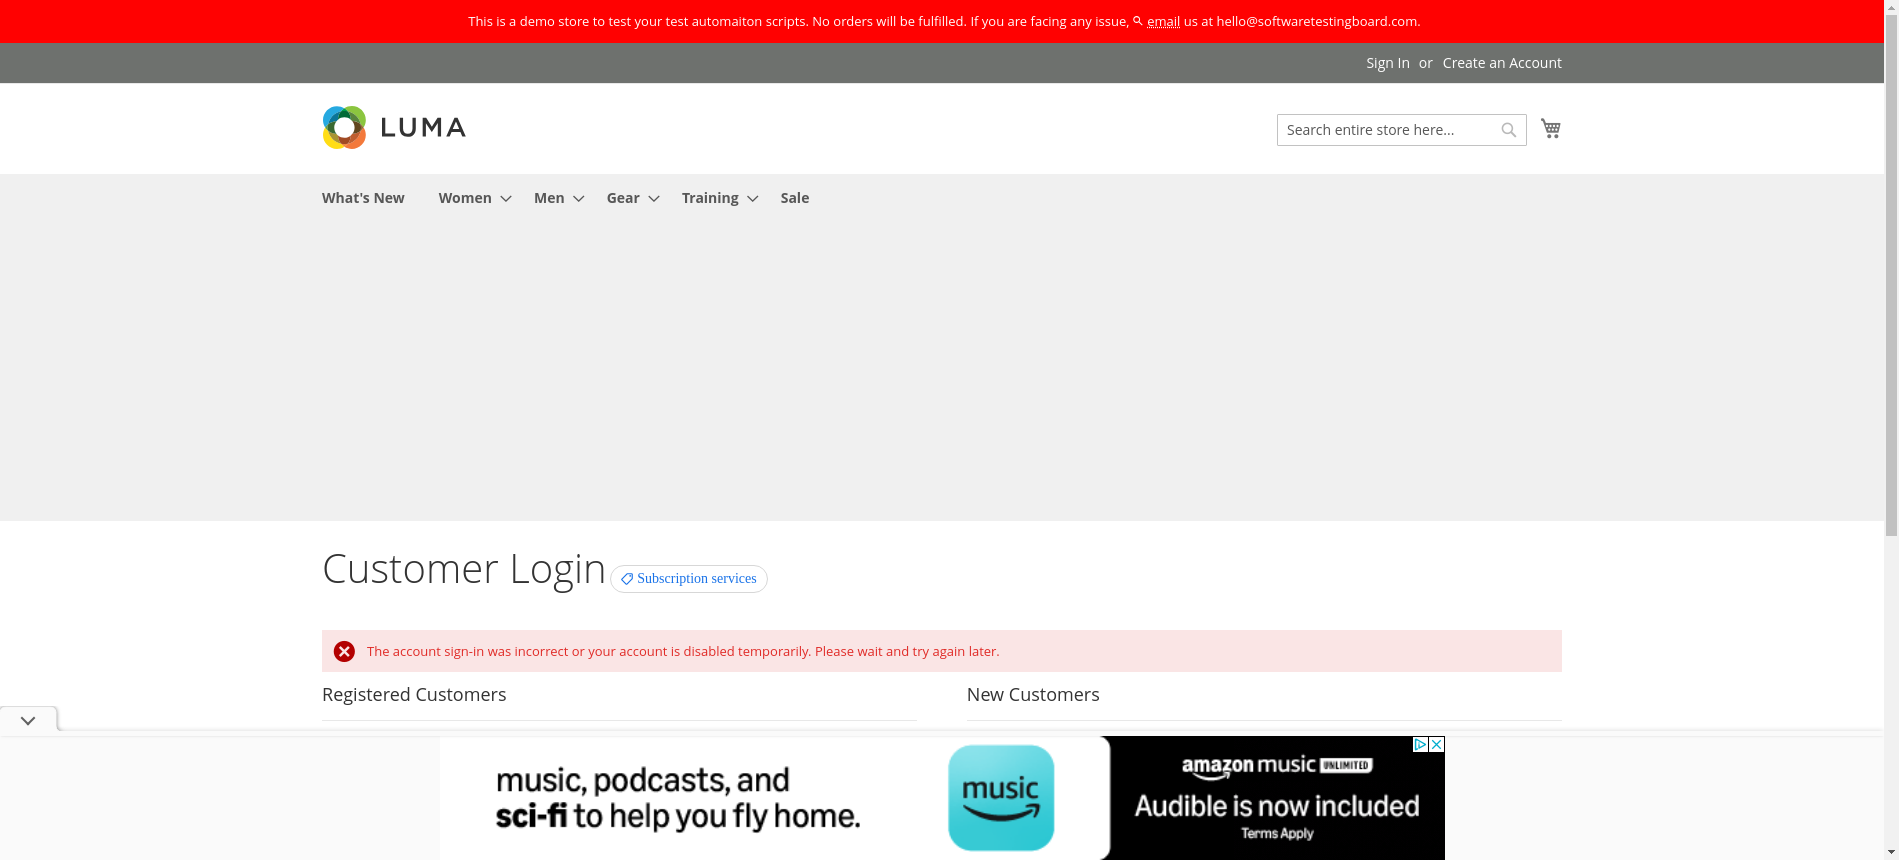 This is a demo store to test your test automaiton scripts. No orders will be fulfilled. If you are facing any issue, email us at hello@softwaretestingboard.com.
Sign In or Create an Account
LUMA
Search entire store here...
What's New Women Men Gear Training Sale
Customer Login
Subscription services
The account sign-in was incorrect or your account is disabled temporarily. Please wait and try again later.
Registered Customers
New Customers
music, podcasts, and
sci-fi to help you fly home.
music
amazon music UNLIMITED
Audible is now included
Terms Apply